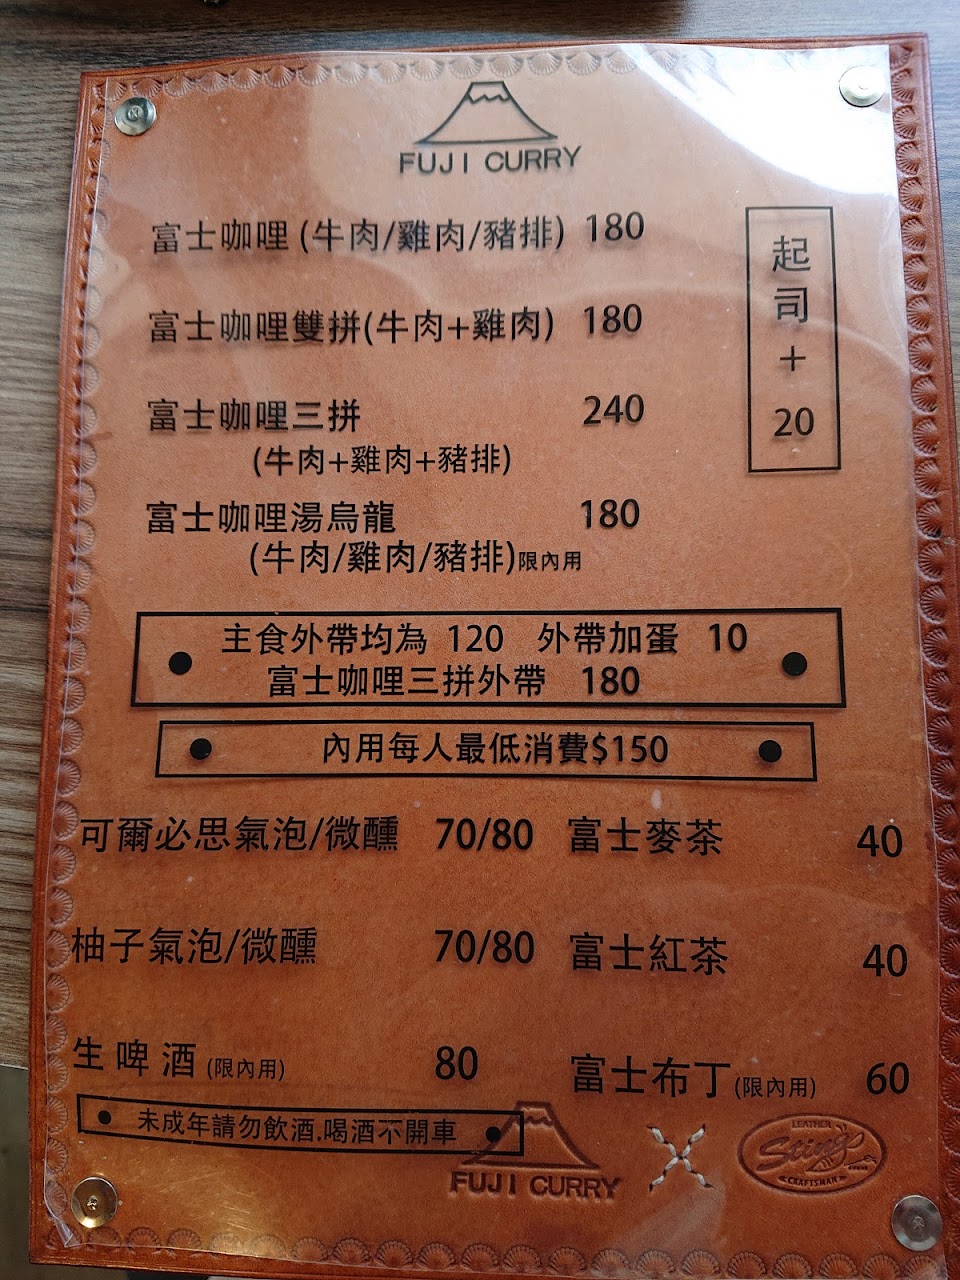 FUJI CURRY
富士咖哩 (牛肉/雞肉/豬排) 180
富士咖哩雙拼(牛肉+雞肉) 180
富士咖哩三拼 240
(牛肉+雞肉+豬排)
富士咖哩湯烏龍 180
(牛肉/雞肉/豬排)限內用
起司+20
主食外帶均為 120 外帶加蛋 10
富士咖哩三拼外帶 180
內用每人最低消費$150
可爾必思氣泡/微醺 70/80 富士麥茶 40
柚子氣泡/微醺 70/80 富士紅茶 40
生啤酒(限內用) 80 富士布丁(限內用) 60
未成年請勿飲酒.喝酒不開車
FUJI CURRY
LEATHER
CRAFTSMAN